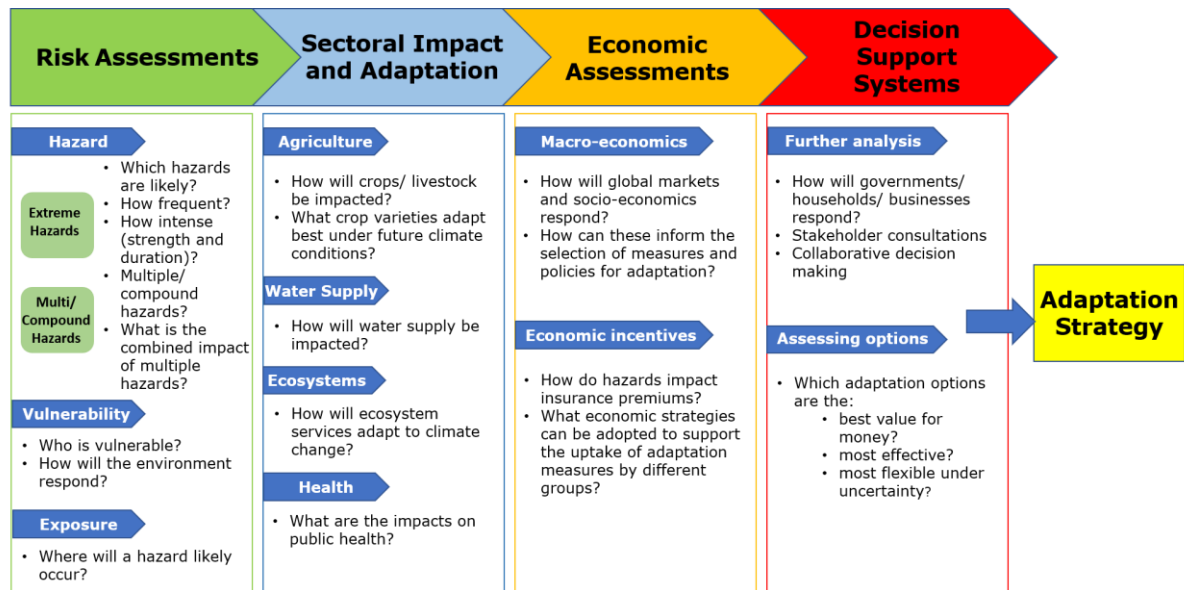 Risk Assessments
Sectoral Impact
and Adaptation
Economic
Assessments
Decision
Support
Systems
Hazard
Extreme
Hazards
Multi/
Compound
Hazards
• Which hazards
are likely?
• How frequent?
• How intense
(strength and
duration)?
• Multiple/
compound
hazards?
• What is the
combined impact
of multiple
hazards?
Vulnerability
• Who is vulnerable?
• How will the environment
respond?
Exposure
• Where will a hazard likely
occur?
Agriculture
• How will crops/ livestock
be impacted?
• What crop varieties adapt
best under future climate
conditions?
Water Supply
• How will water supply be
impacted?
Ecosystems
• How will ecosystem
services adapt to climate
change?
Health
• What are the impacts on
public health?
Macro-economics
• How will global markets
and socio-economics
respond?
• How can these inform the
selection of measures and
policies for adaptation?
Economic incentives
• How do hazards impact
insurance premiums?
• What economic strategies
can be adopted to support
the uptake of adaptation
measures by different
groups?
Further analysis
• How will governments/
households/ businesses
respond?
• Stakeholder consultations
• Collaborative decision
making
Assessing options
• Which adaptation options
are the:
• best value for
money?
• most effective?
• most flexible under
uncertainty?
Adaptation
Strategy